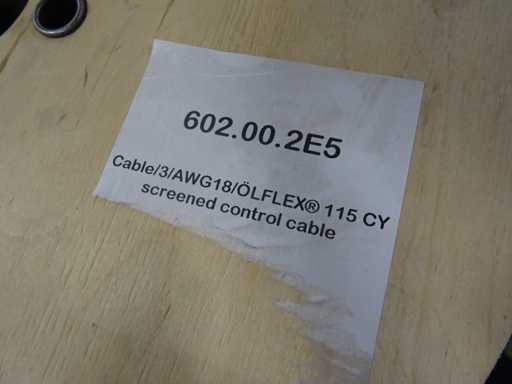 602.00.2E5
Cable/3/AWG18/ÖLFLEX® 115 CY
screened control cable